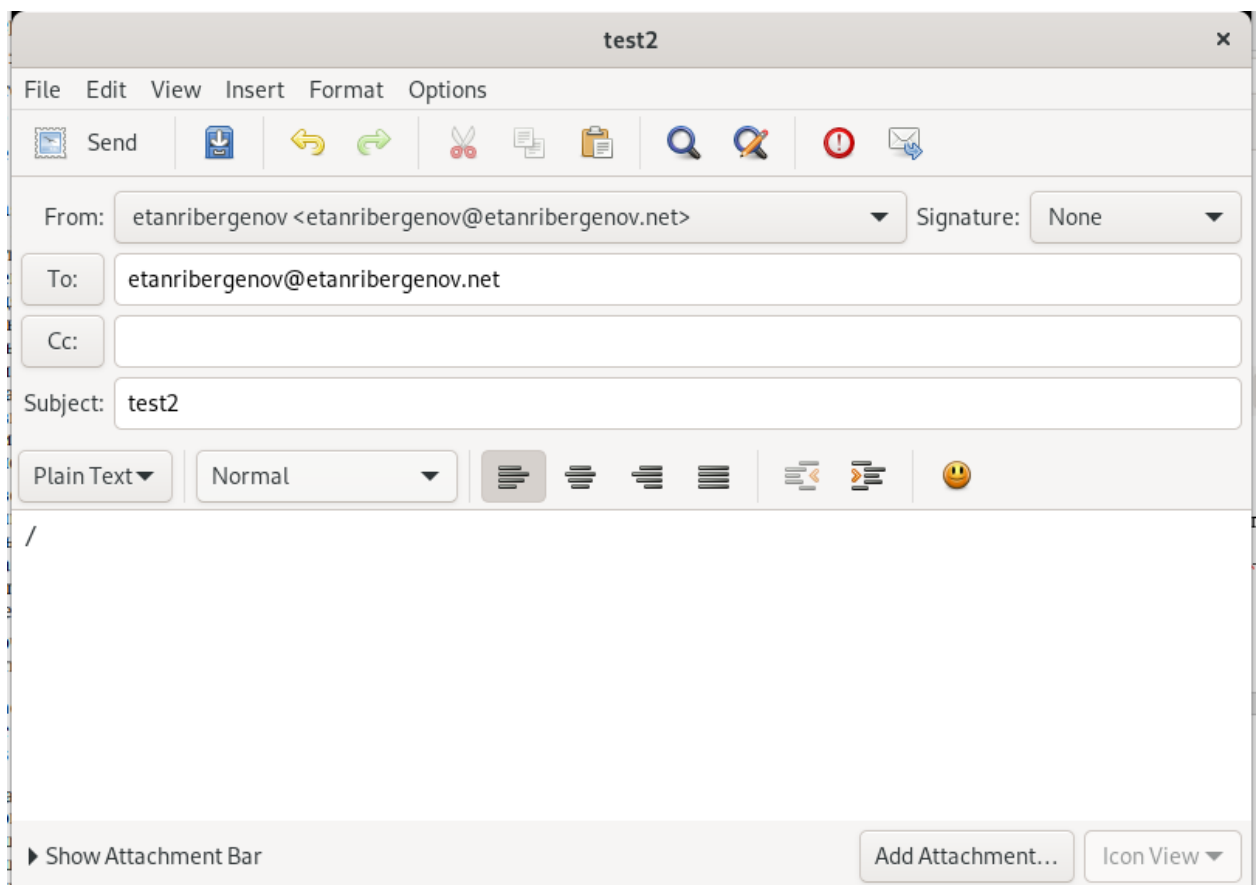 test2 ×
File Edit View Insert Format Options
Send
From: etanribergenov <etanribergenov@etanribergenov.net> Signature: None
To: etanribergenov@etanribergenov.net
Cc:
Subject: test2
Plain Text Normal
/
Show Attachment Bar Add Attachment... Icon View